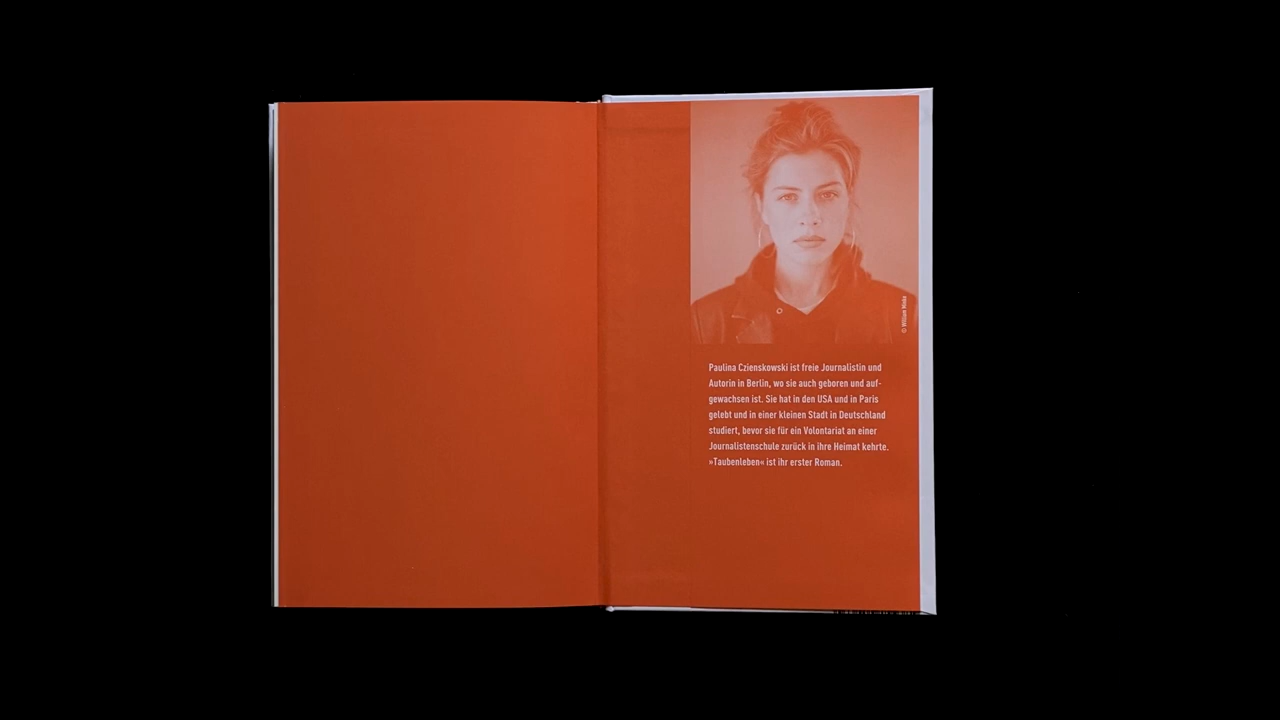 © William Minke
Paulina Czienskowski ist freie Journalistin und
Autorin in Berlin, wo sie auch geboren und auf-
gewachsen ist. Sie hat in den USA und in Paris
gelebt und in einer kleinen Stadt in Deutschland
studiert, bevor sie für ein Volontariat an einer
Journalistenschule zurück in ihre Heimat kehrte.
»Taubenleben« ist ihr erster Roman.